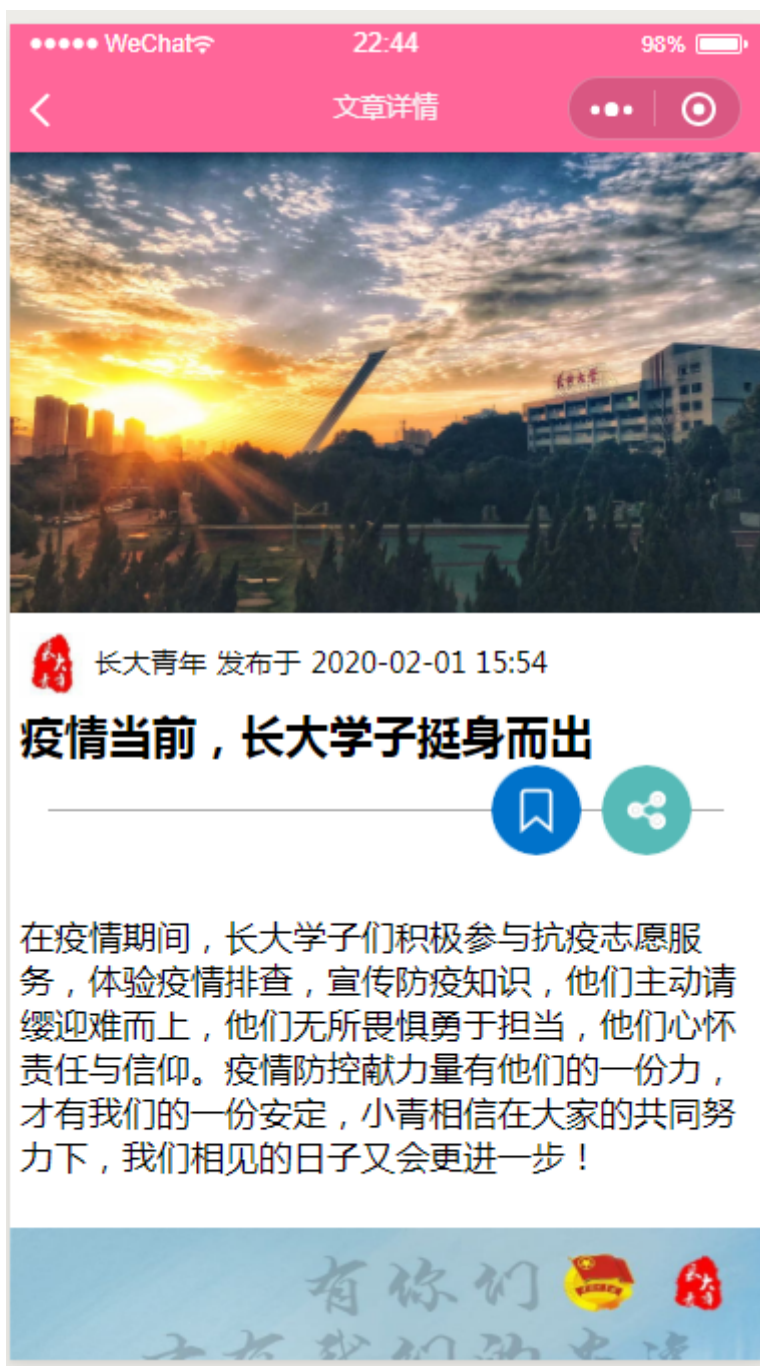 WeChat 22:44 98%
文章详情
长大青年 发布于 2020-02-01 15:54
疫情当前，长大学子挺身而出
在疫情期间，长大学子们积极参与抗疫志愿服
务，体验疫情排查，宣传防疫知识，他们主动请
缨迎难而上，他们无所畏惧勇于担当，他们心怀
责任与信仰。疫情防控献力量有他们的一份力，
才有我们的一份安定，小青相信在大家的共同努
力下，我们相见的日子又会更进一步！
有你们